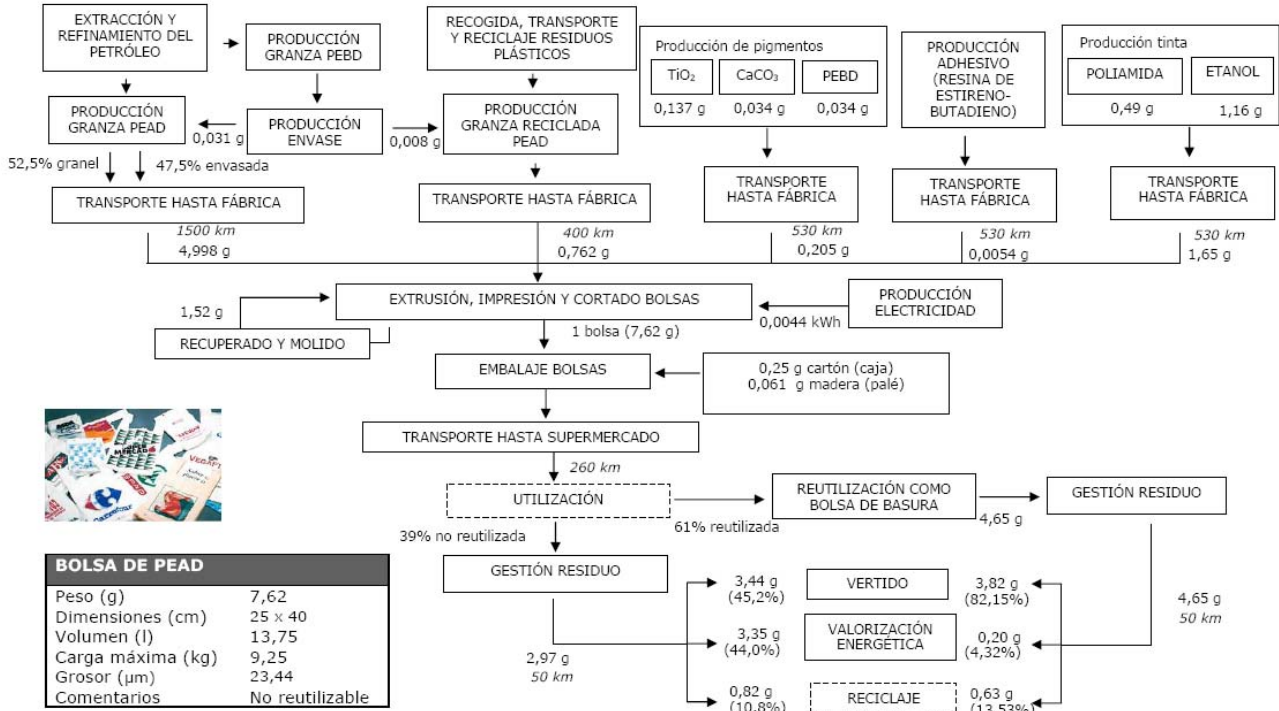 EXTRACCIÓN Y
REFINAMIENTO DEL
PETRÓLEO
PRODUCCIÓN
GRANZA PEBD
RECOGIDA, TRANSPORTE
Y RECICLAJE RESIDUOS
PLÁSTICOS
Producción de pigmentos
TiO₂
CaCO₃
PEBD
0,137 g
0,034 g
0,034 g
PRODUCCIÓN
ADHESIVO
(RESINA DE
ESTIRENO-
BUTADIENO)
Producción tinta
POLIAMIDA
ETANOL
0,49 g
1,16 g
PRODUCCIÓN
GRANZA PEAD
0,031 g
PRODUCCIÓN
ENVASE
0,008 g
PRODUCCIÓN
GRANZA RECICLADA
PEAD
52,5% granel
47,5% envasada
TRANSPORTE HASTA FÁBRICA
1500 km
4,998 g
TRANSPORTE HASTA FÁBRICA
400 km
0,762 g
TRANSPORTE
HASTA FÁBRICA
530 km
0,205 g
TRANSPORTE
HASTA FÁBRICA
530 km
0,0054 g
TRANSPORTE
HASTA FÁBRICA
530 km
1,65 g
1,52 g
EXTRUSIÓN, IMPRESIÓN Y CORTADO BOLSAS
PRODUCCIÓN
ELECTRICIDAD
0,0044 kWh
RECUPERADO Y MOLIDO
1 bolsa (7,62 g)
EMBALAJE BOLSAS
0,25 g cartón (caja)
0,061 g madera (palé)
TRANSPORTE HASTA SUPERMERCADO
260 km
UTILIZACIÓN
61% reutilizada
REUTILIZACIÓN COMO
BOLSA DE BASURA
4,65 g
GESTIÓN RESIDUO
39% no reutilizada
GESTIÓN RESIDUO
2,97 g
50 km
3,44 g
(45,2%)
VERTIDO
3,82 g
(82,15%)
3,35 g
(44,0%)
VALORIZACIÓN
ENERGÉTICA
0,20 g
(4,32%)
0,82 g
(10,8%)
RECICLAJE
0,63 g
(13,53%)
4,65 g
50 km
BOLSA DE PEAD
Peso (g) 7,62
Dimensiones (cm) 25 x 40
Volumen (l) 13,75
Carga máxima (kg) 9,25
Grosor (µm) 23,44
Comentarios No reutilizable